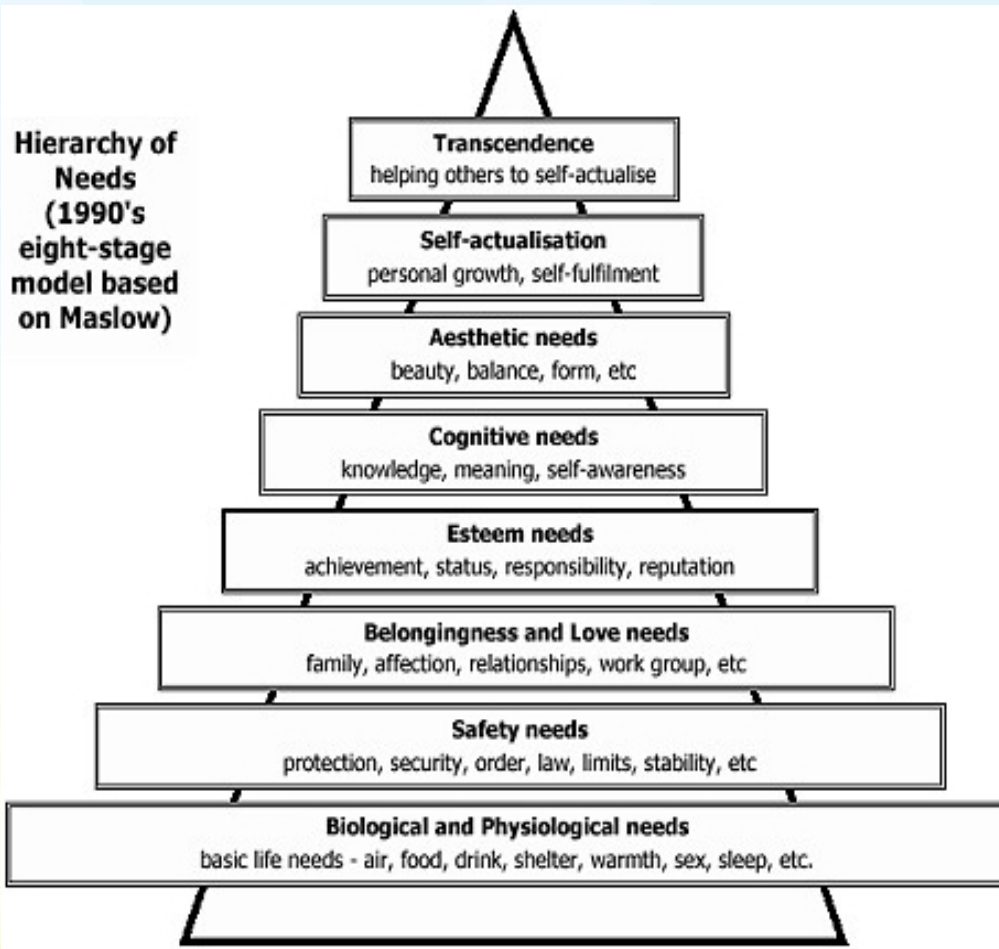 Hierarchy of
Needs
(1990's
eight-stage
model based
on Maslow)
Transcendence
helping others to self-actualise
Self-actualisation
personal growth, self-fulfilment
Aesthetic needs
beauty, balance, form, etc
Cognitive needs
knowledge, meaning, self-awareness
Esteem needs
achievement, status, responsibility, reputation
Belongingness and Love needs
family, affection, relationships, work group, etc
Safety needs
protection, security, order, law, limits, stability, etc
Biological and Physiological needs
basic life needs - air, food, drink, shelter, warmth, sex, sleep, etc.